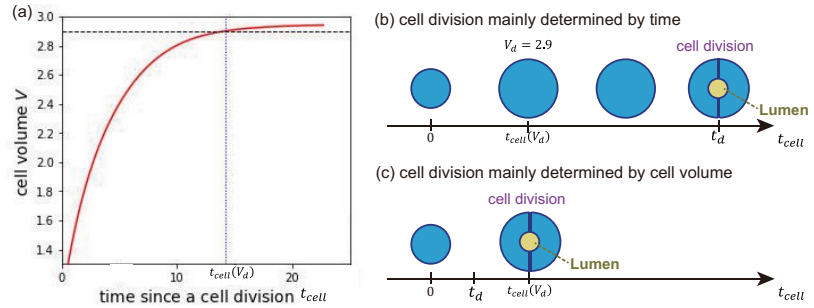 (a)
3.0
2.8
2.6
2.4
2.2
2.0
1.8
1.6
1.4
cell volume V
0
10
20
t_cell(V_d)
time since a cell division t_cell
(b) cell division mainly determined by time
V_d = 2.9
cell division
Lumen
0
t_cell(V_d)
t_d
t_cell
(c) cell division mainly determined by cell volume
cell division
Lumen
0
t_d
t_cell(V_d)
t_cell